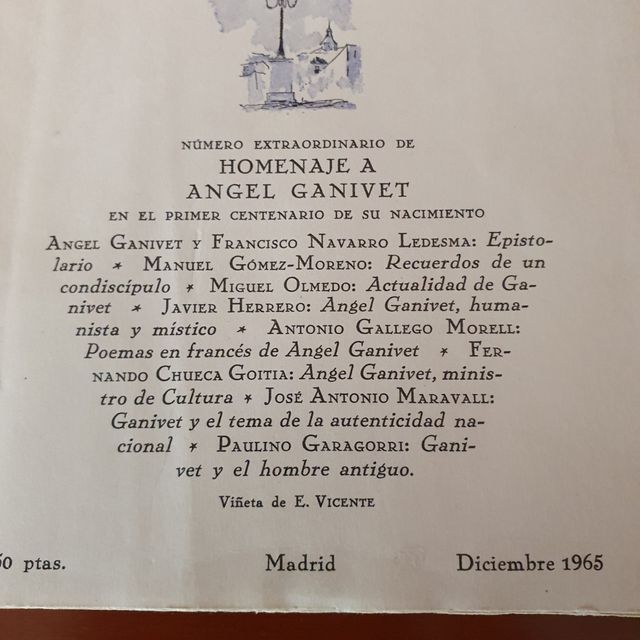 NÚMERO EXTRAORDINARIO DE
HOMENAJE A
ANGEL GANIVET
EN EL PRIMER CENTENARIO DE SU NACIMIENTO
ANGEL GANIVET Y FRANCISCO NAVARRO LEDESMA: Episto-
lario * MANUEL GÓMEZ-MORENO: Recuerdos de un
condiscípulo * MIGUEL OLMEDO: Actualidad de Ga-
nivet * JAVIER HERRERO: Angel Ganivet, huma-
nista y místico * ANTONIO GALLEGO MORELL:
Poemas en francés de Angel Ganivet * FER-
NANDO CHUECA GOITIA: Angel Ganivet, minis-
tro de Cultura * JOSÉ ANTONIO MARAVALL:
Ganivet y el tema de la autenticidad na-
cional * PAULINO GARAGORRI: Gani-
vet y el hombre antiguo.
Viñeta de E. VICENTE
ptas. Madrid Diciembre 1965